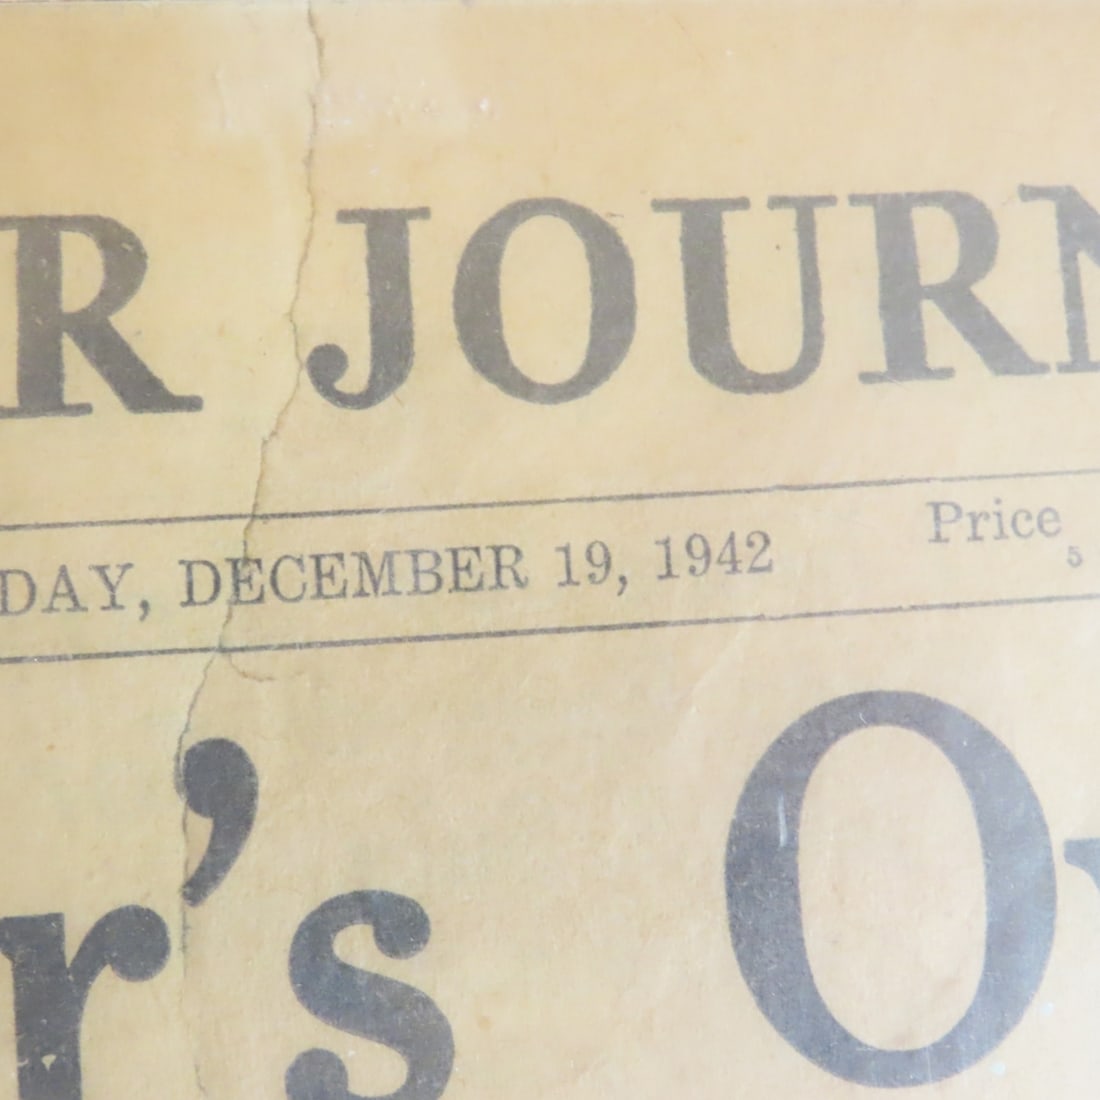 R JOURN
DAY, DECEMBER 19, 1942 Price 5
r's O